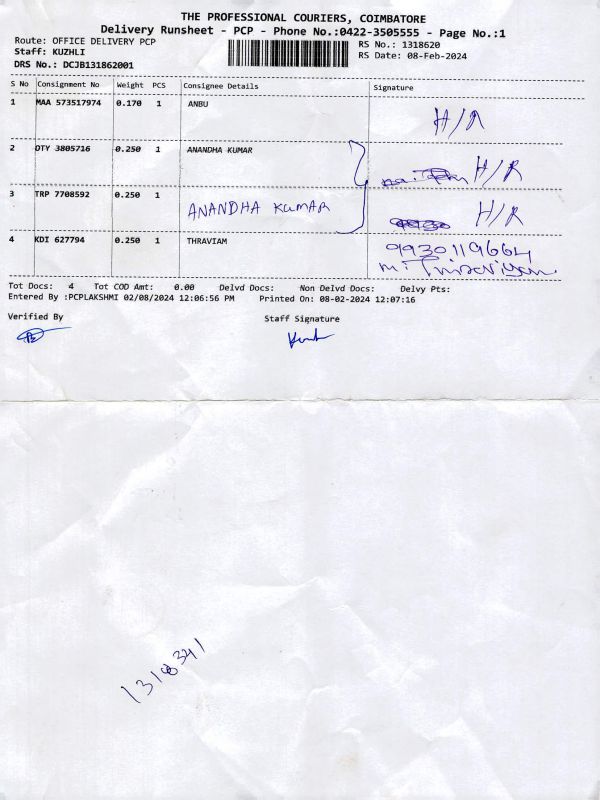 THE PROFESSIONAL COURIERS, COIMBATORE
Delivery Runsheet - PCP - Phone No.:0422-3505555 - Page No.:1
Route: OFFICE DELIVERY PCP
RS No.: 1318620
Staff: KUZHLI
RS Date: 08-Feb-2024
DRS No.: DCJB131862001
S No Consignment No Weight PCS Consignee Details Signature
1 MAA 573517974 0.170 1 ANBU
H/R
2 DTY 3805716 0.250 1 ANANDHA KUMAR
H/R
3 TRP 7708592 0.250 1
ANANDHA KUMAR H/R
4 KDI 627794 0.250 1 THRAVIAM
9930119664
Tot Docs: 4 Tot COD Amt: 0.00 Delvd Docs: Non Delvd Docs: Delvy Pts:
Entered By :PCPLAKSHMI 02/08/2024 12:06:56 PM Printed On: 08-02-2024 12:07:16
Verified By Staff Signature
1318341